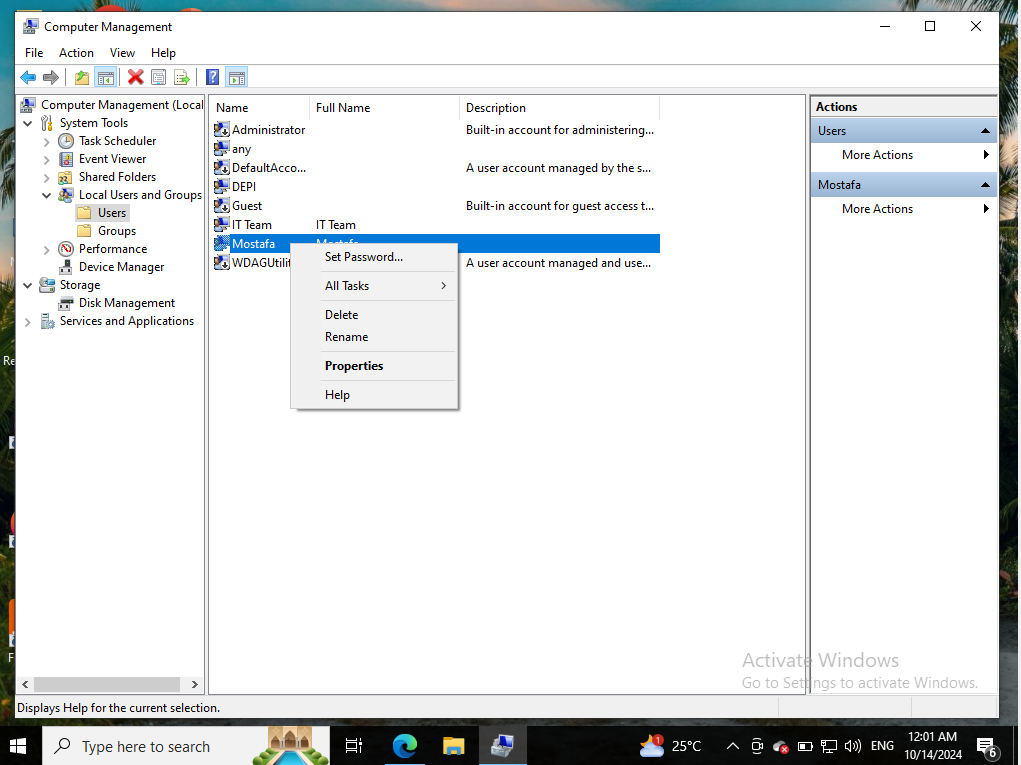 Computer Management
File Action View Help
Computer Management (Local
System Tools
Task Scheduler
Event Viewer
Shared Folders
Local Users and Groups
Users
Groups
Performance
Device Manager
Storage
Disk Management
Services and Applications
Name Full Name Description
Administrator Built-in account for administering...
any
DefaultAcco... A user account managed by the s...
DEPI
Guest Built-in account for guest access t...
IT Team IT Team
Mostafa Mostafa
WDAGUtilit A user account managed and use...
Set Password...
All Tasks
Delete
Rename
Properties
Help
Actions
Users
More Actions
Mostafa
More Actions
Activate Windows
Go to Settings to activate Windows.
Displays Help for the current selection.
Type here to search
1
25°C
ENG
12:01 AM
10/14/2024
6